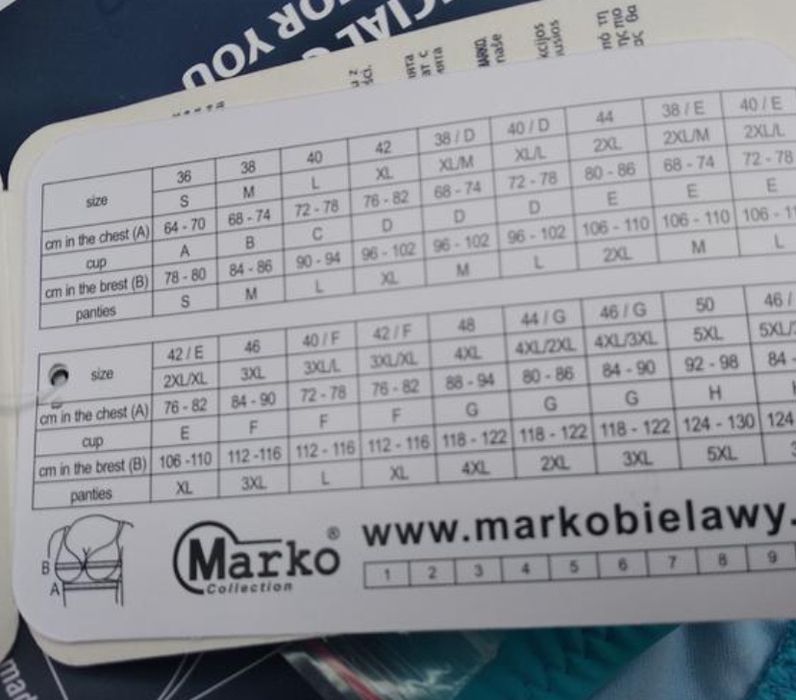 FOR YOU
size 36 38 40 42 38 / D 40 / D 44 38 / E 40 / E
S M L XL XL/M XL/L 2XL 2XL/M 2XL/L
cm in the chest (A) 64 - 70 68 - 74 72 - 78 76 - 82 68 - 74 72 - 78 80 - 86 68 - 74 72 - 78
cup A B C D D D E E E
cm in the brest (B) 78 - 80 84 - 86 90 - 94 96 - 102 96 - 102 96 - 102 106 - 110 106 - 110 106 - 11
panties S M L XL M L 2XL M L
size 42 / E 46 40 / F 42 / F 48 44 / G 46 / G 50 46 /
2XL/XL 3XL 3XL/L 3XL/XL 4XL 4XL/2XL 4XL/3XL 5XL 5XL/
cm in the chest (A) 76 - 82 84 - 90 72 - 78 76 - 82 88 - 94 80 - 86 84 - 90 92 - 98 84 -
cup E F F F G G G H
cm in the brest (B) 106 -110 112 -116 112 - 116 112 - 116 118 - 122 118 - 122 118 - 122 124 - 130 124
panties XL 3XL L XL 4XL 2XL 3XL 5XL
B
A
Marko ®
Collection
www.markobielawy.
1 2 3 4 5 6 7 8 9